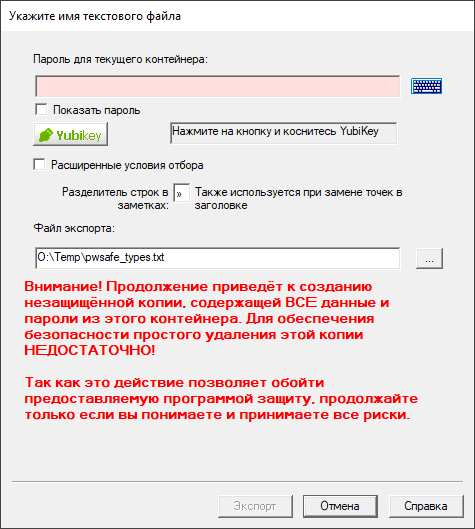 Укажите имя текстового файла
Пароль для текущего контейнера:
Показать пароль
Yubikey
Нажмите на кнопку и коснитесь YubiKey
Расширенные условия отбора
Разделитель строк в
заметках:
»
Также используется при замене точек в
заголовке
Файл экспорта:
O:\Temp\pwsafe_types.txt
...
Внимание! Продолжение приведёт к созданию
незащищённой копии, содержащей ВСЕ данные и
пароли из этого контейнера. Для обеспечения
безопасности простого удаления этой копии
НЕДОСТАТОЧНО!
Так как это действие позволяет обойти
предоставляемую программой защиту, продолжайте
только если вы понимаете и принимаете все риски.
Экспорт
Отмена
Справка